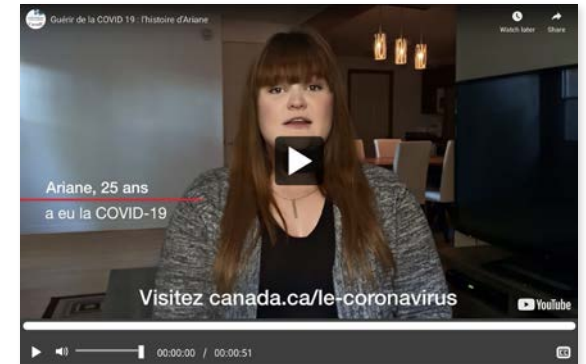 Guérir de la COVID 19 : l'histoire d'Ariane
Watch later
Share
Ariane, 25 ans
a eu la COVID-19
Visitez canada.ca/le-coronavirus
YouTube
00:00:00 / 00:00:51
CC